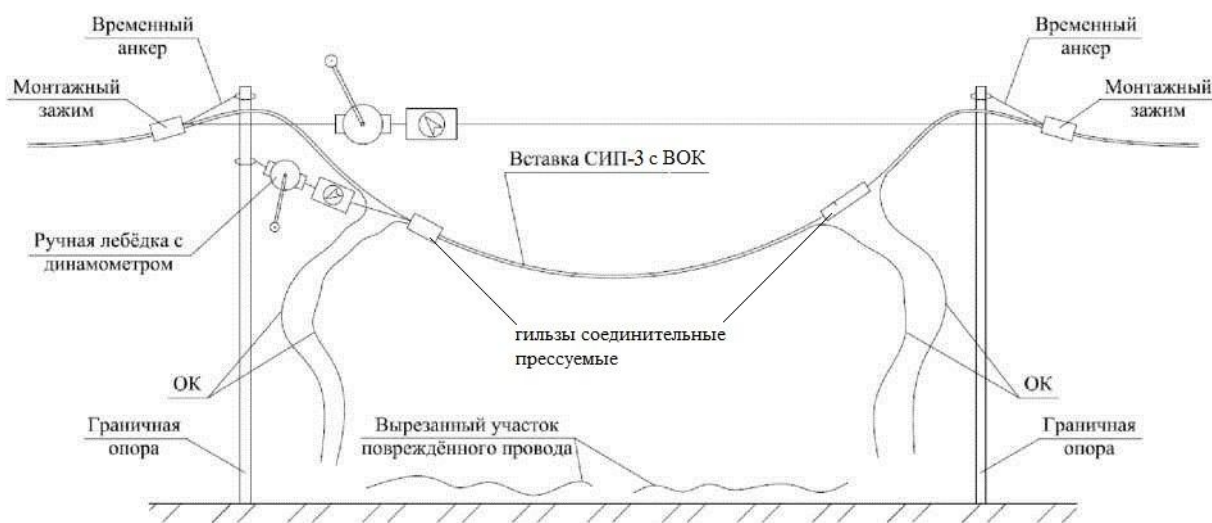 Временный
анкер
Временный
анкер
Монтажный
зажим
Монтажный
зажим
Вставка СИП-3 с ВОК
Ручная лебёдка с
динамометром
гильзы соединительные
прессуемые
ОК
ОК
Граничная
опора
Вырезанный участок
повреждённого провода
Граничная
опора